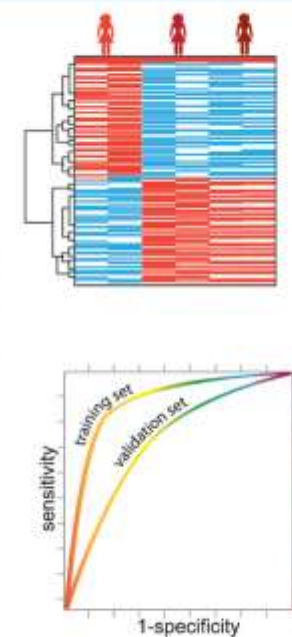 training set
validation set
sensitivity
1-specificity